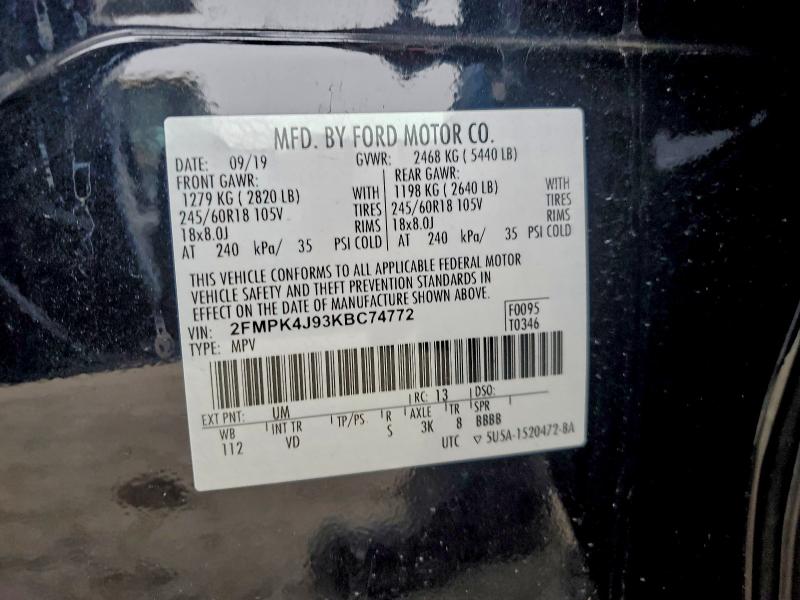 MFD. BY FORD MOTOR CO.
DATE: 09/19 GVWR: 2468 KG ( 5440 LB)
FRONT GAWR: REAR GAWR:
1279 KG ( 2820 LB) WITH 1198 KG ( 2640 LB) WITH
245/60R18 105V TIRES 245/60R18 105V TIRES
18x8.0J RIMS 18x8.0J RIMS
AT 240 kPa/ 35 PSI COLD AT 240 kPa/ 35 PSI COLD
THIS VEHICLE CONFORMS TO ALL APPLICABLE FEDERAL MOTOR
VEHICLE SAFETY AND THEFT PREVENTION STANDARDS IN
EFFECT ON THE DATE OF MANUFACTURE SHOWN ABOVE.
VIN: 2FMPK4J93KBC74772 F0095
TYPE: MPV T0346
EXT PNT: UM RC: 13 DSO:
WB INT TR TP/PS R AXLE TR SPR
112 VD S 3K 8 BBBB
UTC ▽ 5U5A-1520472-BA